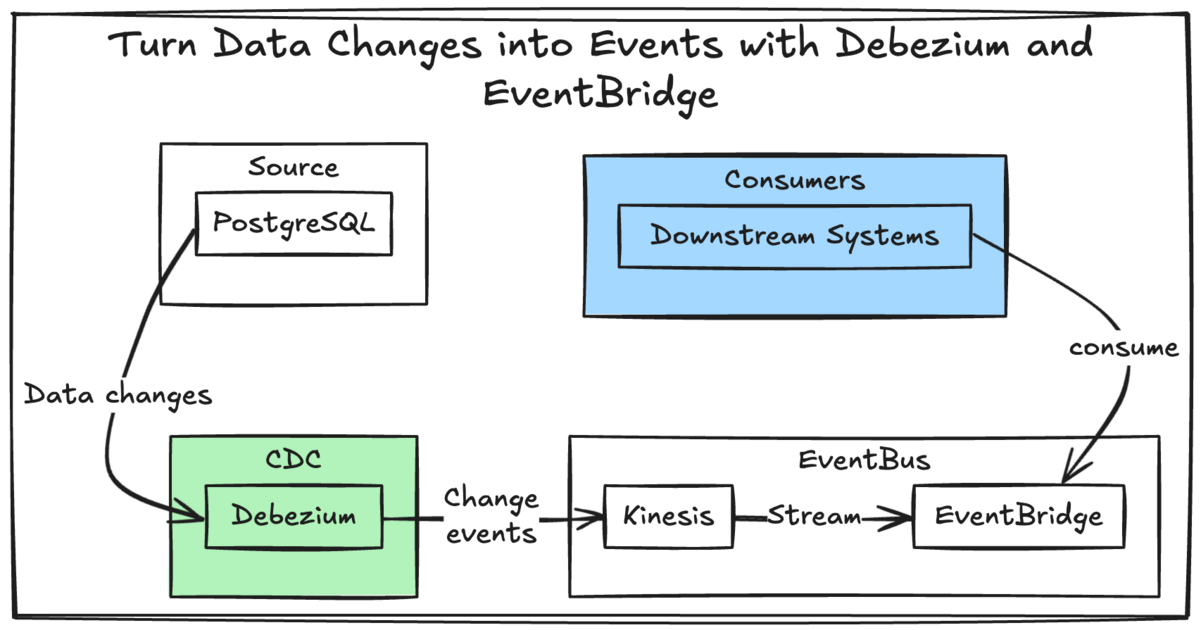 Turn Data Changes into Events with Debezium and
EventBridge
Source
PostgreSQL
Consumers
Downstream Systems
consume
Data changes
CDC
Debezium
Change
events
EventBus
Kinesis
Stream
EventBridge